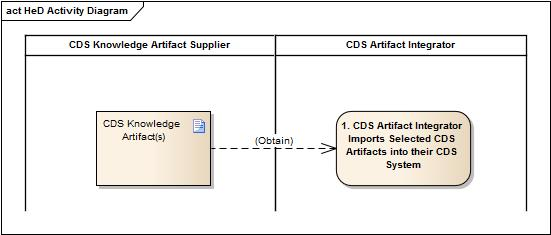 act HeD Activity Diagram
CDS Knowledge Artifact Supplier
CDS Artifact Integrator
CDS Knowledge
Artifact(s)
(Obtain)
1. CDS Artifact Integrator
Imports Selected CDS
Artifacts into their CDS
System